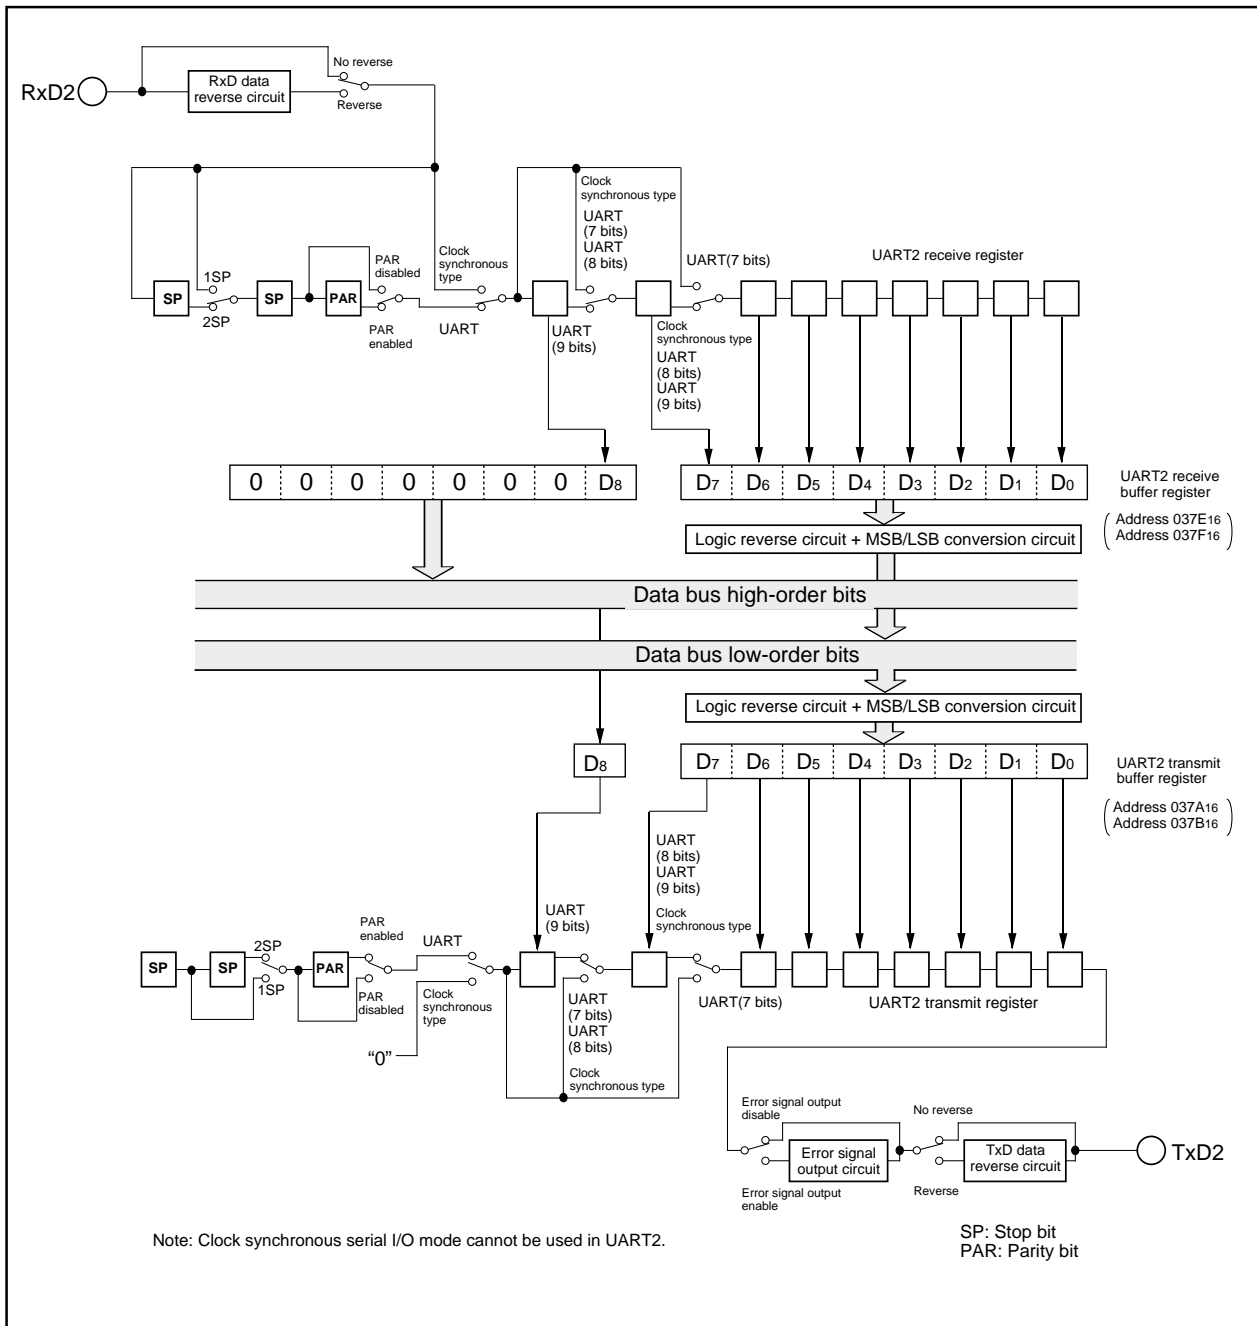 No reverse
RxD2
RxD data
reverse circuit
Reverse
Clock
synchronous type
UART
(7 bits)
UART
(8 bits)
PAR
disabled
Clock
synchronous
type
UART(7 bits)
UART2 receive register
1SP
SP
SP
PAR
2SP
PAR
enabled
UART
UART
(9 bits)
Clock
synchronous type
UART
(8 bits)
UART
(9 bits)
0 0 0 0 0 0 0 D8
D7 D6 D5 D4 D3 D2 D1 D0
UART2 receive
buffer register
Address 037E16
Address 037F16
Logic reverse circuit + MSB/LSB conversion circuit
Data bus high-order bits
Data bus low-order bits
Logic reverse circuit + MSB/LSB conversion circuit
D8
D7 D6 D5 D4 D3 D2 D1 D0
UART2 transmit
buffer register
Address 037A16
Address 037B16
UART
(8 bits)
UART
(9 bits)
Clock
synchronous type
UART
(9 bits)
PAR
enabled
UART
2SP
SP
SP
PAR
1SP
PAR
disabled
Clock
synchronous
type
“0”
UART
(7 bits)
UART
(8 bits)
Clock
synchronous type
UART(7 bits)
UART2 transmit register
Error signal output
disable
No reverse
Error signal
output circuit
TxD data
reverse circuit
TxD2
Error signal output
enable
Reverse
Note: Clock synchronous serial I/O mode cannot be used in UART2.
SP: Stop bit
PAR: Parity bit